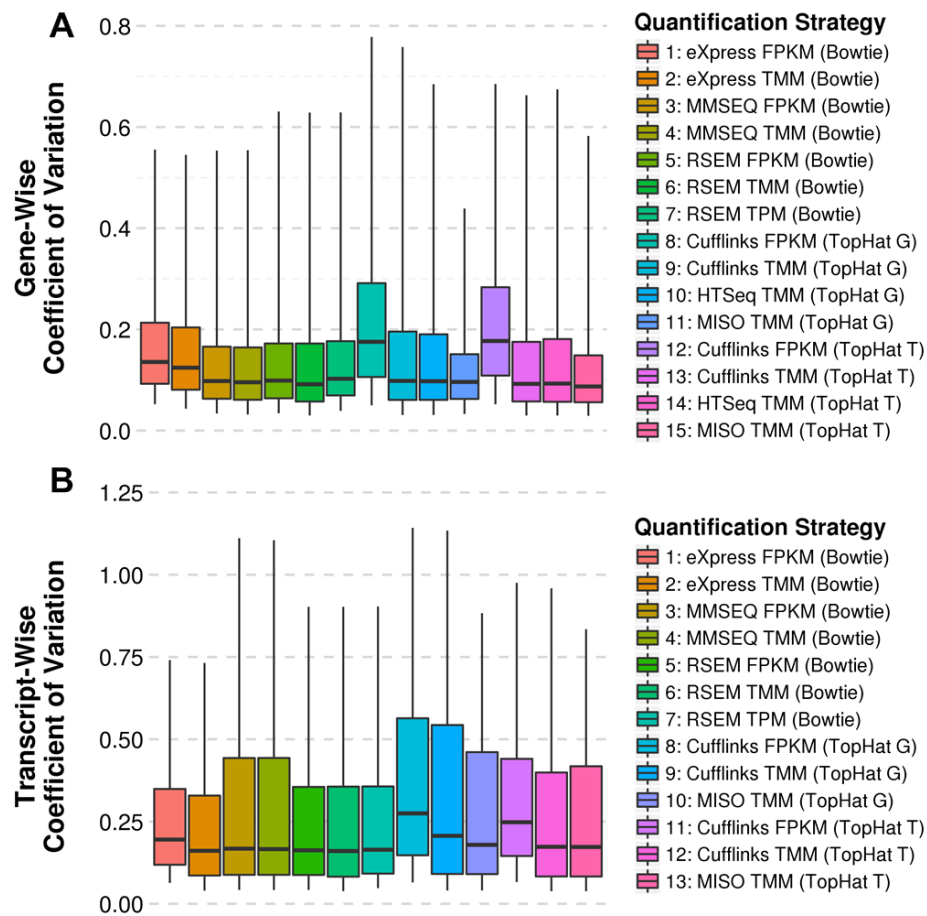 A
Gene-Wise
Coefficient of Variation
0.8
0.6
0.4
0.2
0.0
Quantification Strategy
1: eXpress FPKM (Bowtie)
2: eXpress TMM (Bowtie)
3: MMSEQ FPKM (Bowtie)
4: MMSEQ TMM (Bowtie)
5: RSEM FPKM (Bowtie)
6: RSEM TMM (Bowtie)
7: RSEM TPM (Bowtie)
8: Cufflinks FPKM (TopHat G)
9: Cufflinks TMM (TopHat G)
10: HTSeq TMM (TopHat G)
11: MISO TMM (TopHat G)
12: Cufflinks FPKM (TopHat T)
13: Cufflinks TMM (TopHat T)
14: HTSeq TMM (TopHat T)
15: MISO TMM (TopHat T)
B
Transcript-Wise
Coefficient of Variation
1.25
1.00
0.75
0.50
0.25
0.00
Quantification Strategy
1: eXpress FPKM (Bowtie)
2: eXpress TMM (Bowtie)
3: MMSEQ FPKM (Bowtie)
4: MMSEQ TMM (Bowtie)
5: RSEM FPKM (Bowtie)
6: RSEM TMM (Bowtie)
7: RSEM TPM (Bowtie)
8: Cufflinks FPKM (TopHat G)
9: Cufflinks TMM (TopHat G)
10: MISO TMM (TopHat G)
11: Cufflinks FPKM (TopHat T)
12: Cufflinks TMM (TopHat T)
13: MISO TMM (TopHat T)